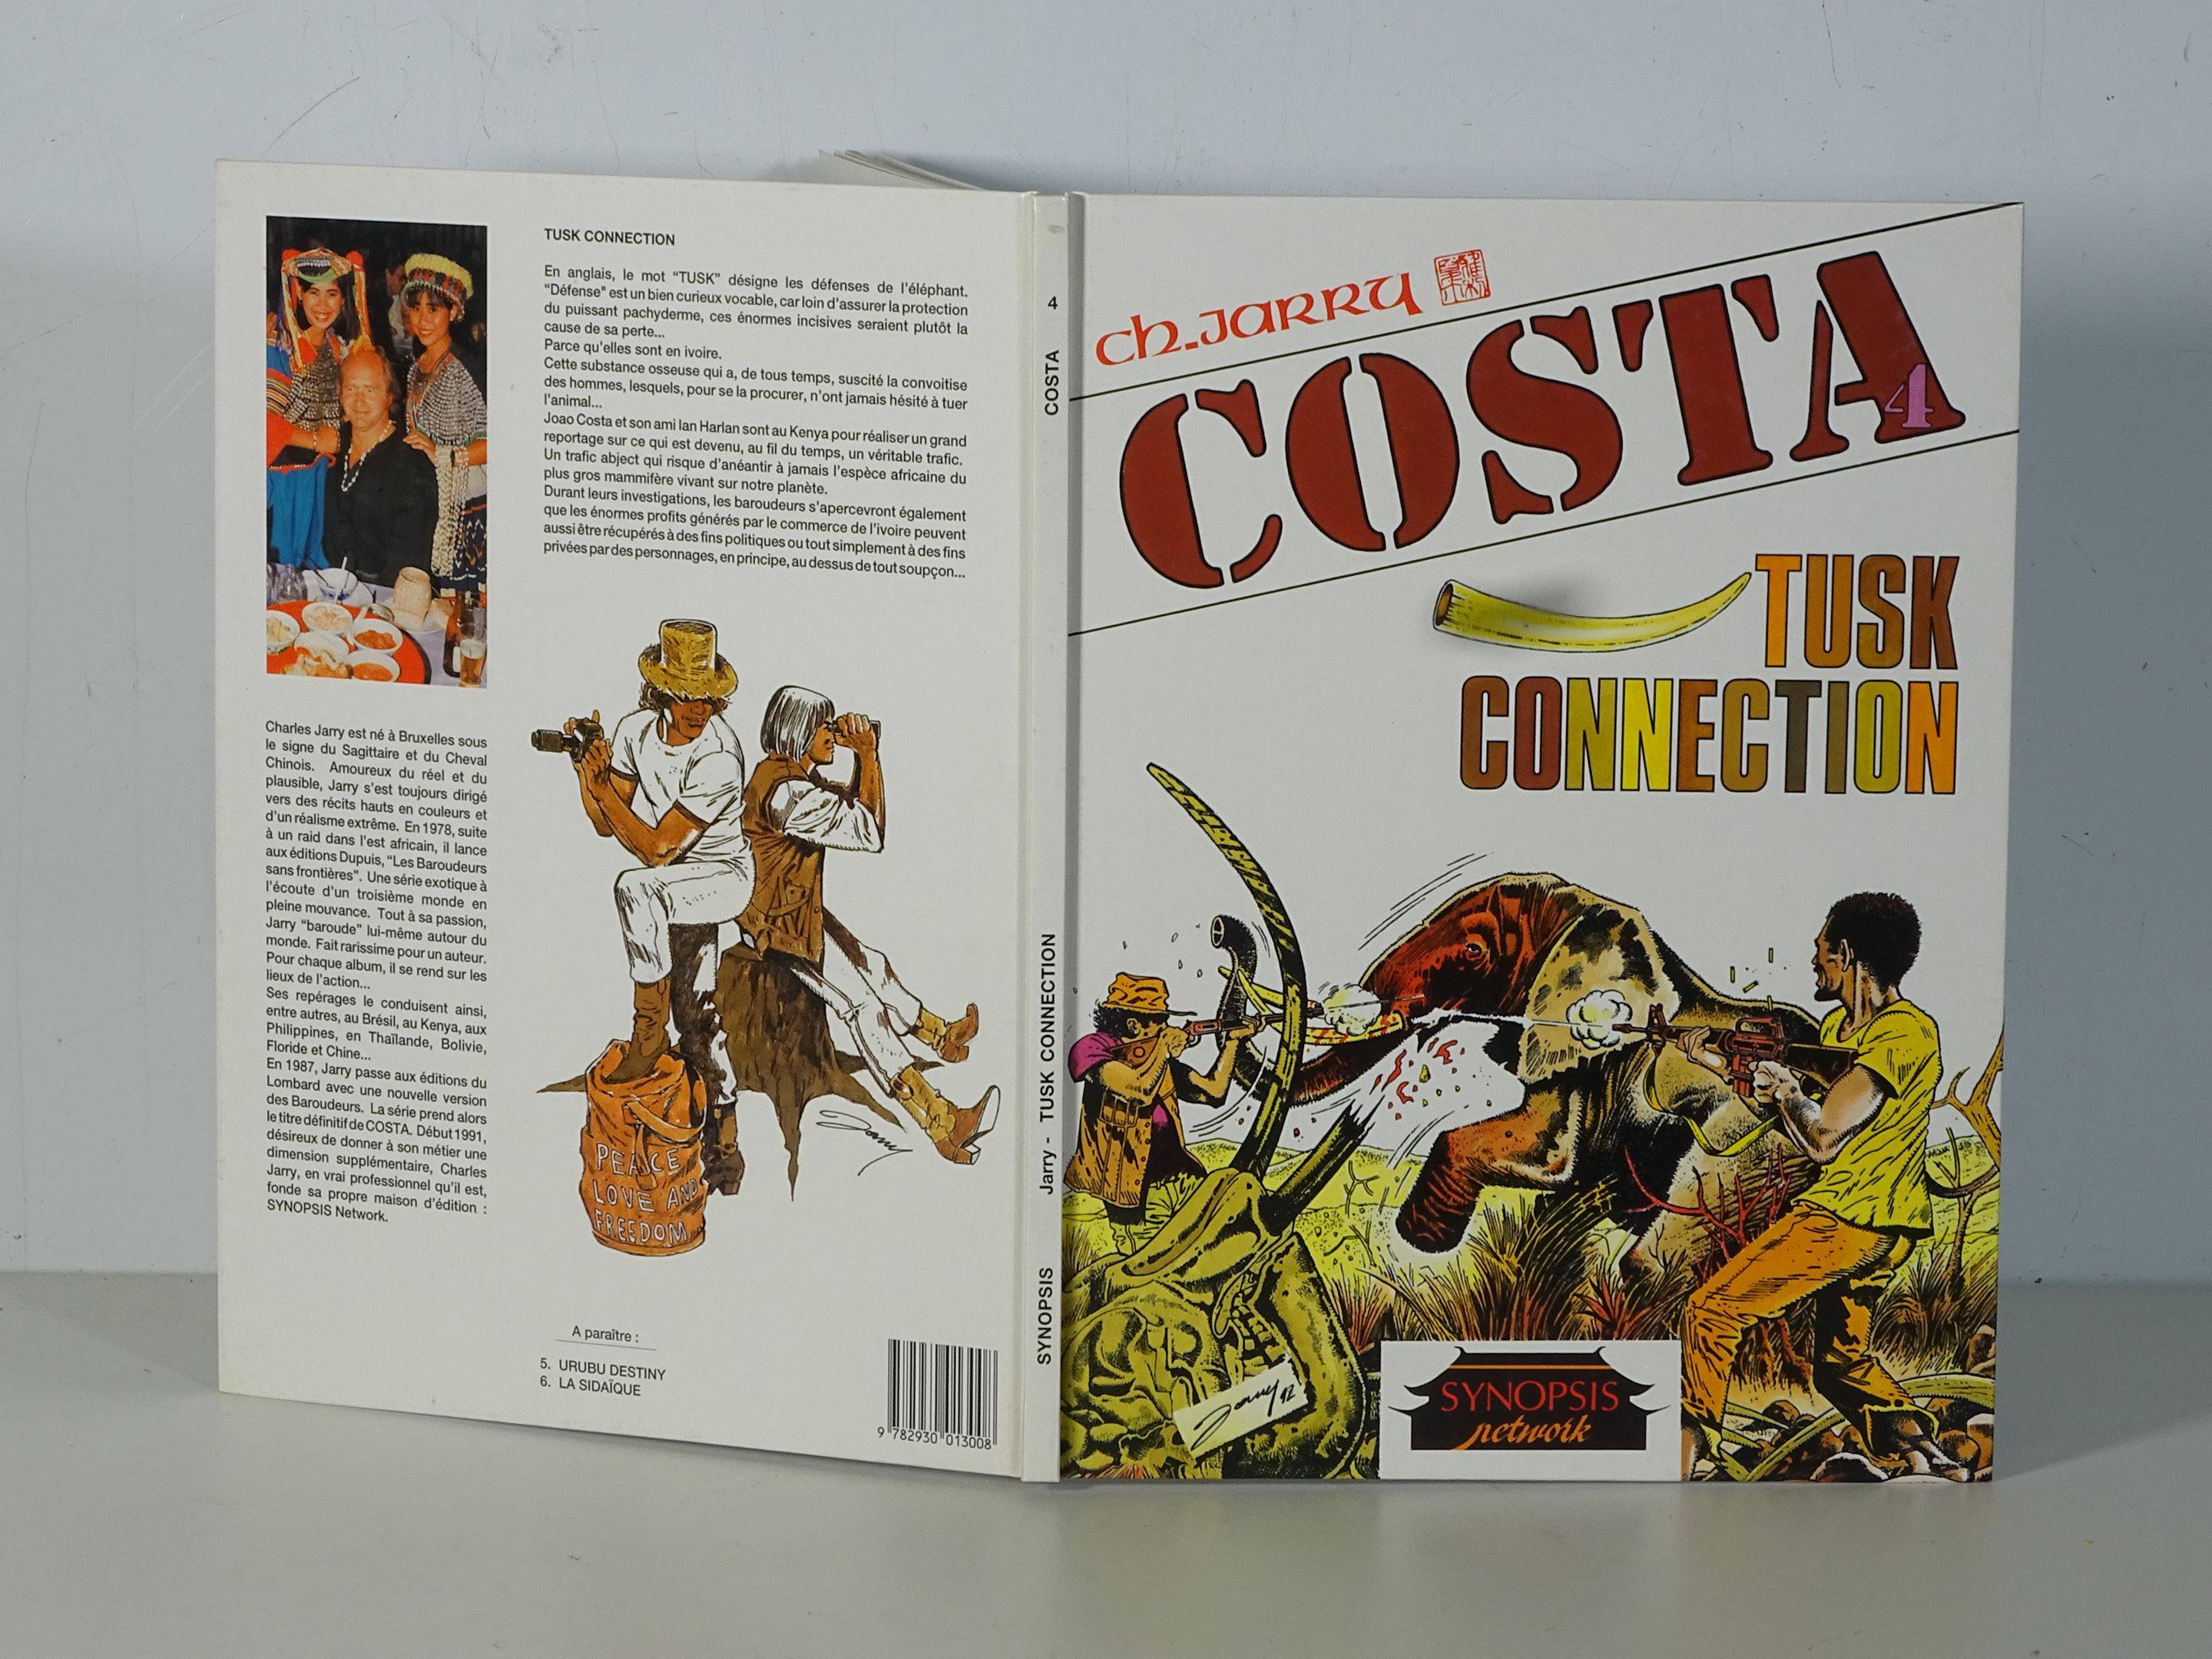 TUSK CONNECTION
En anglais, le mot “TUSK” désigne les défenses de l'éléphant.
“Défense” est un bien curieux vocable, car loin d'assurer la protection
du puissant pachyderme, ces énormes incisives seraient plutôt la
cause de sa perte...
Parce qu'elles sont en ivoire.
Cette substance osseuse qui a, de tous temps, suscité la convoitise
des hommes, lesquels, pour se la procurer, n'ont jamais hésité à tuer
l'animal...
Joao Costa et son ami Ian Harlan sont au Kenya pour réaliser un grand
reportage sur ce qui est devenu, au fil du temps, un véritable trafic.
Un trafic abject qui risque d'anéantir à jamais l'espèce africaine du
plus gros mammifère vivant sur notre planète.
Durant leurs investigations, les baroudeurs s'apercevront également
que les énormes profits générés par le commerce de l'ivoire peuvent
aussi être récupérés à des fins politiques ou tout simplement à des fins
privées par des personnages, en principe, au dessus de tout soupçon...
Charles Jarry est né à Bruxelles sous
le signe du Sagittaire et du Cheval
Chinois. Amoureux du réel et du
plausible, Jarry s'est toujours dirigé
vers des récits hauts en couleurs et
d'un réalisme extrême. En 1978, suite
à un raid dans l'est africain, il lance
aux éditions Dupuis, “Les Baroudeurs
sans frontières”. Une série exotique à
l'écoute d'un troisième monde en
pleine mouvance. Tout à sa passion,
Jarry “baroude” lui-même autour du
monde. Fait rarissime pour un auteur.
Pour chaque album, il se rend sur les
lieux de l'action...
Ses repérages le conduisent ainsi,
entre autres, au Brésil, au Kenya, aux
Philippines, en Thaïlande, Bolivie,
Floride et Chine...
En 1987, Jarry passe aux éditions du
Lombard avec une nouvelle version
des Baroudeurs. La série prend alors
le titre définitif de COSTA. Début 1991,
désireux de donner à son métier une
dimension supplémentaire, Charles
Jarry, en vrai professionnel qu'il est,
fonde sa propre maison d'édition :
SYNOPSIS Network.
PEACE
LOVE AND
FREEDOM
Jarry
A paraître :
5. URUBU DESTINY
6. LA SIDAÏQUE
9 782930 013008
4
COSTA
Jarry - TUSK CONNECTION
SYNOPSIS
Ch. JARRY
COSTA
4
TUSK
CONNECTION
Jarry 92
SYNOPSIS
network